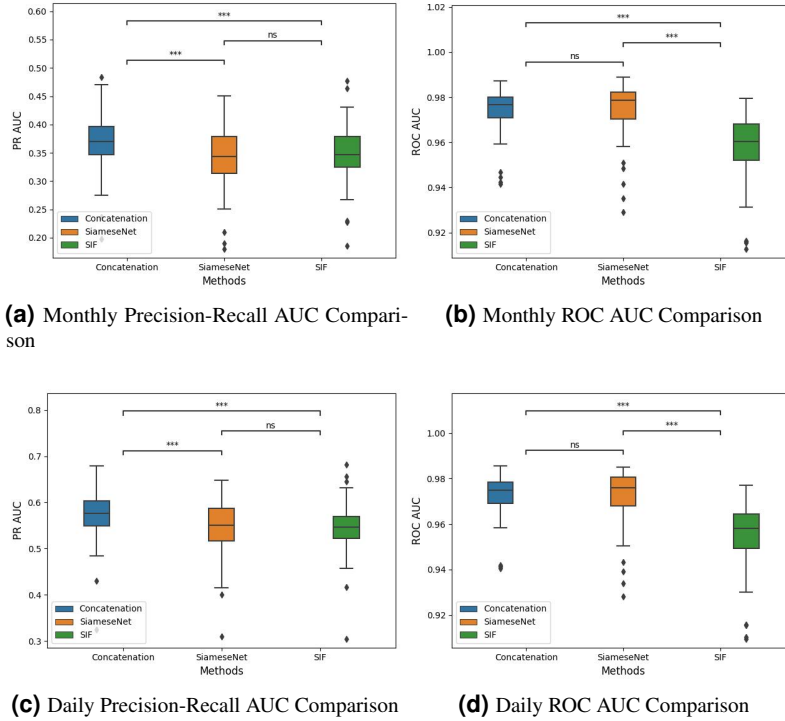 0.60
0.55
0.50
0.45
0.40
0.35
0.30
0.25
0.20
PR AUC
***
***
ns
Concatenation
SiameseNet
SIF
Concatenation
SiameseNet
SIF
Methods
(a) Monthly Precision-Recall AUC Compari-
son
1.02
1.00
0.98
0.96
0.94
0.92
ROC AUC
***
***
ns
Concatenation
SiameseNet
SIF
Concatenation
SiameseNet
SIF
Methods
(b) Monthly ROC AUC Comparison
0.8
0.7
0.6
0.5
0.4
0.3
PR AUC
***
ns
***
Concatenation
SiameseNet
SIF
Concatenation
SiameseNet
SIF
Methods
(c) Daily Precision-Recall AUC Comparison
1.00
0.98
0.96
0.94
0.92
ROC AUC
***
***
ns
Concatenation
SiameseNet
SIF
Concatenation
SiameseNet
SIF
Methods
(d) Daily ROC AUC Comparison